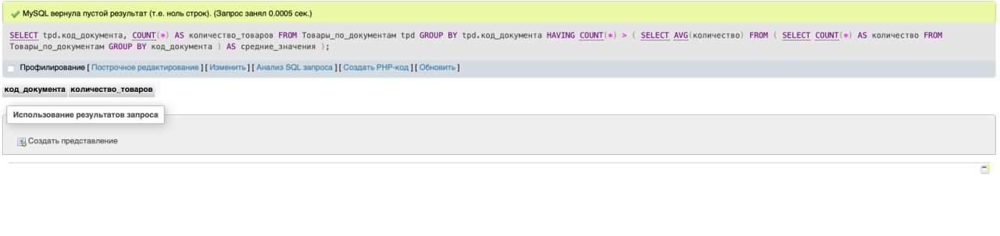 MySQL вернула пустой результат (т.е. ноль строк). (Запрос занял 0.0005 сек.)
SELECT tpd.код_документа, COUNT(*) AS количество_товаров FROM Товары_по_документам tpd GROUP BY tpd.код_документа HAVING COUNT(*) > ( SELECT AVG(количество) FROM ( SELECT COUNT(*) AS количество FROM
Товары_по_документам GROUP BY код_документа ) AS средние_значения );
Профилирование [ Построчное редактирование ] [ Изменить ] [ Анализ SQL запроса ] [ Создать PHP-код ] [ Обновить ]
код_документа количество_товаров
Использование результатов запроса
Создать представление